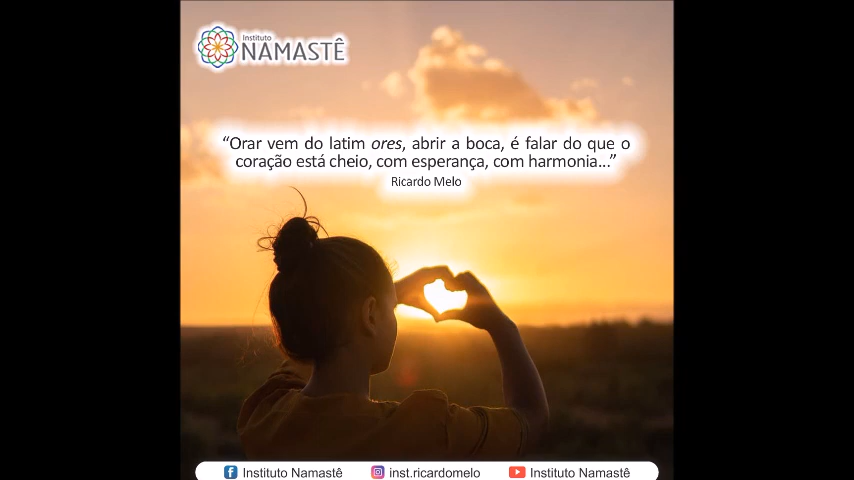 Instituto
NAMASTÊ
“Orar vem do latim ores, abrir a boca, é falar do que o
coração está cheio, com esperança, com harmonia...”
Ricardo Melo
Instituto Namastê inst.ricardomelo Instituto Namastê